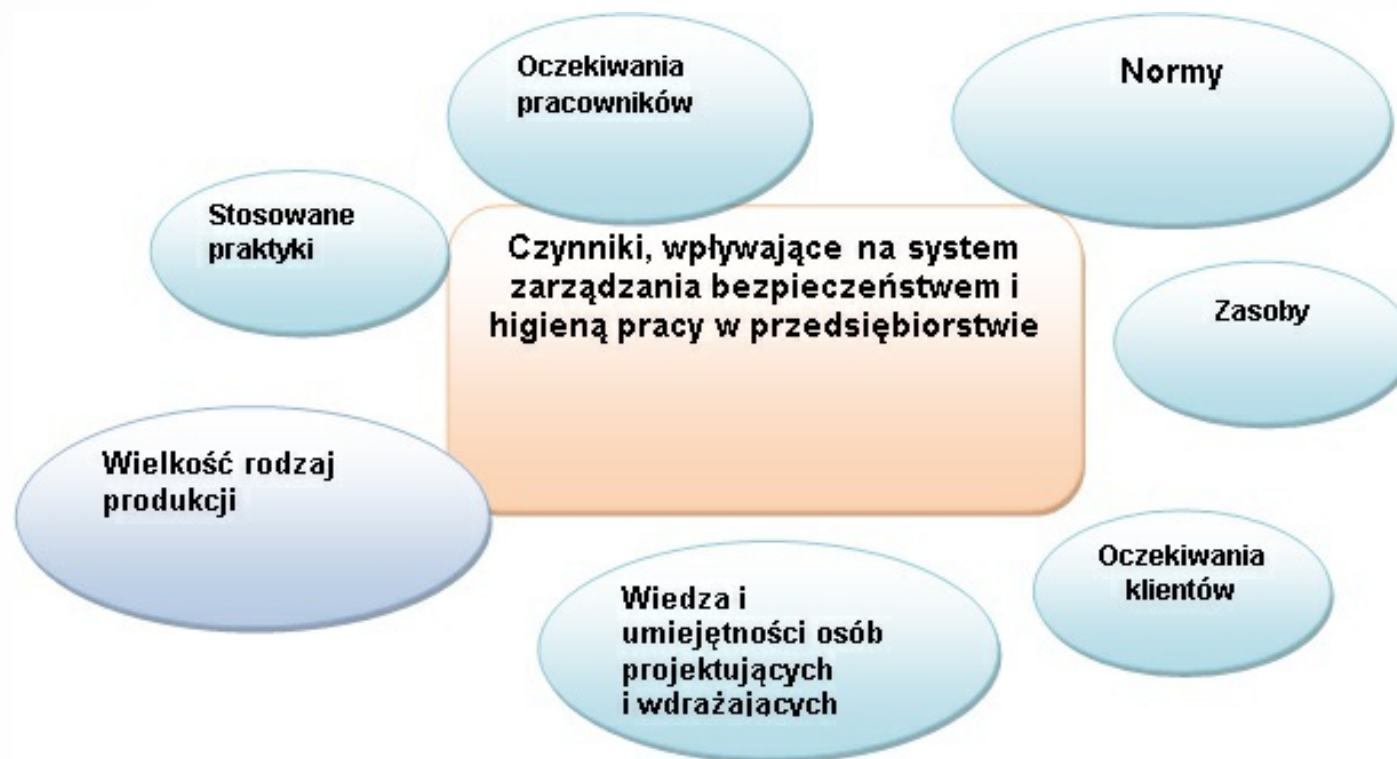 Oczekiwania
pracowników
Normy
Stosowane
praktyki
Czynniki, wpływające na system
zarządzania bezpieczeństwem i
higieną pracy w przedsiębiorstwie
Zasoby
Wielkość rodzaj
produkcji
Oczekiwania
klientów
Wiedza i
umiejętności osób
projektujących
i wdrażających